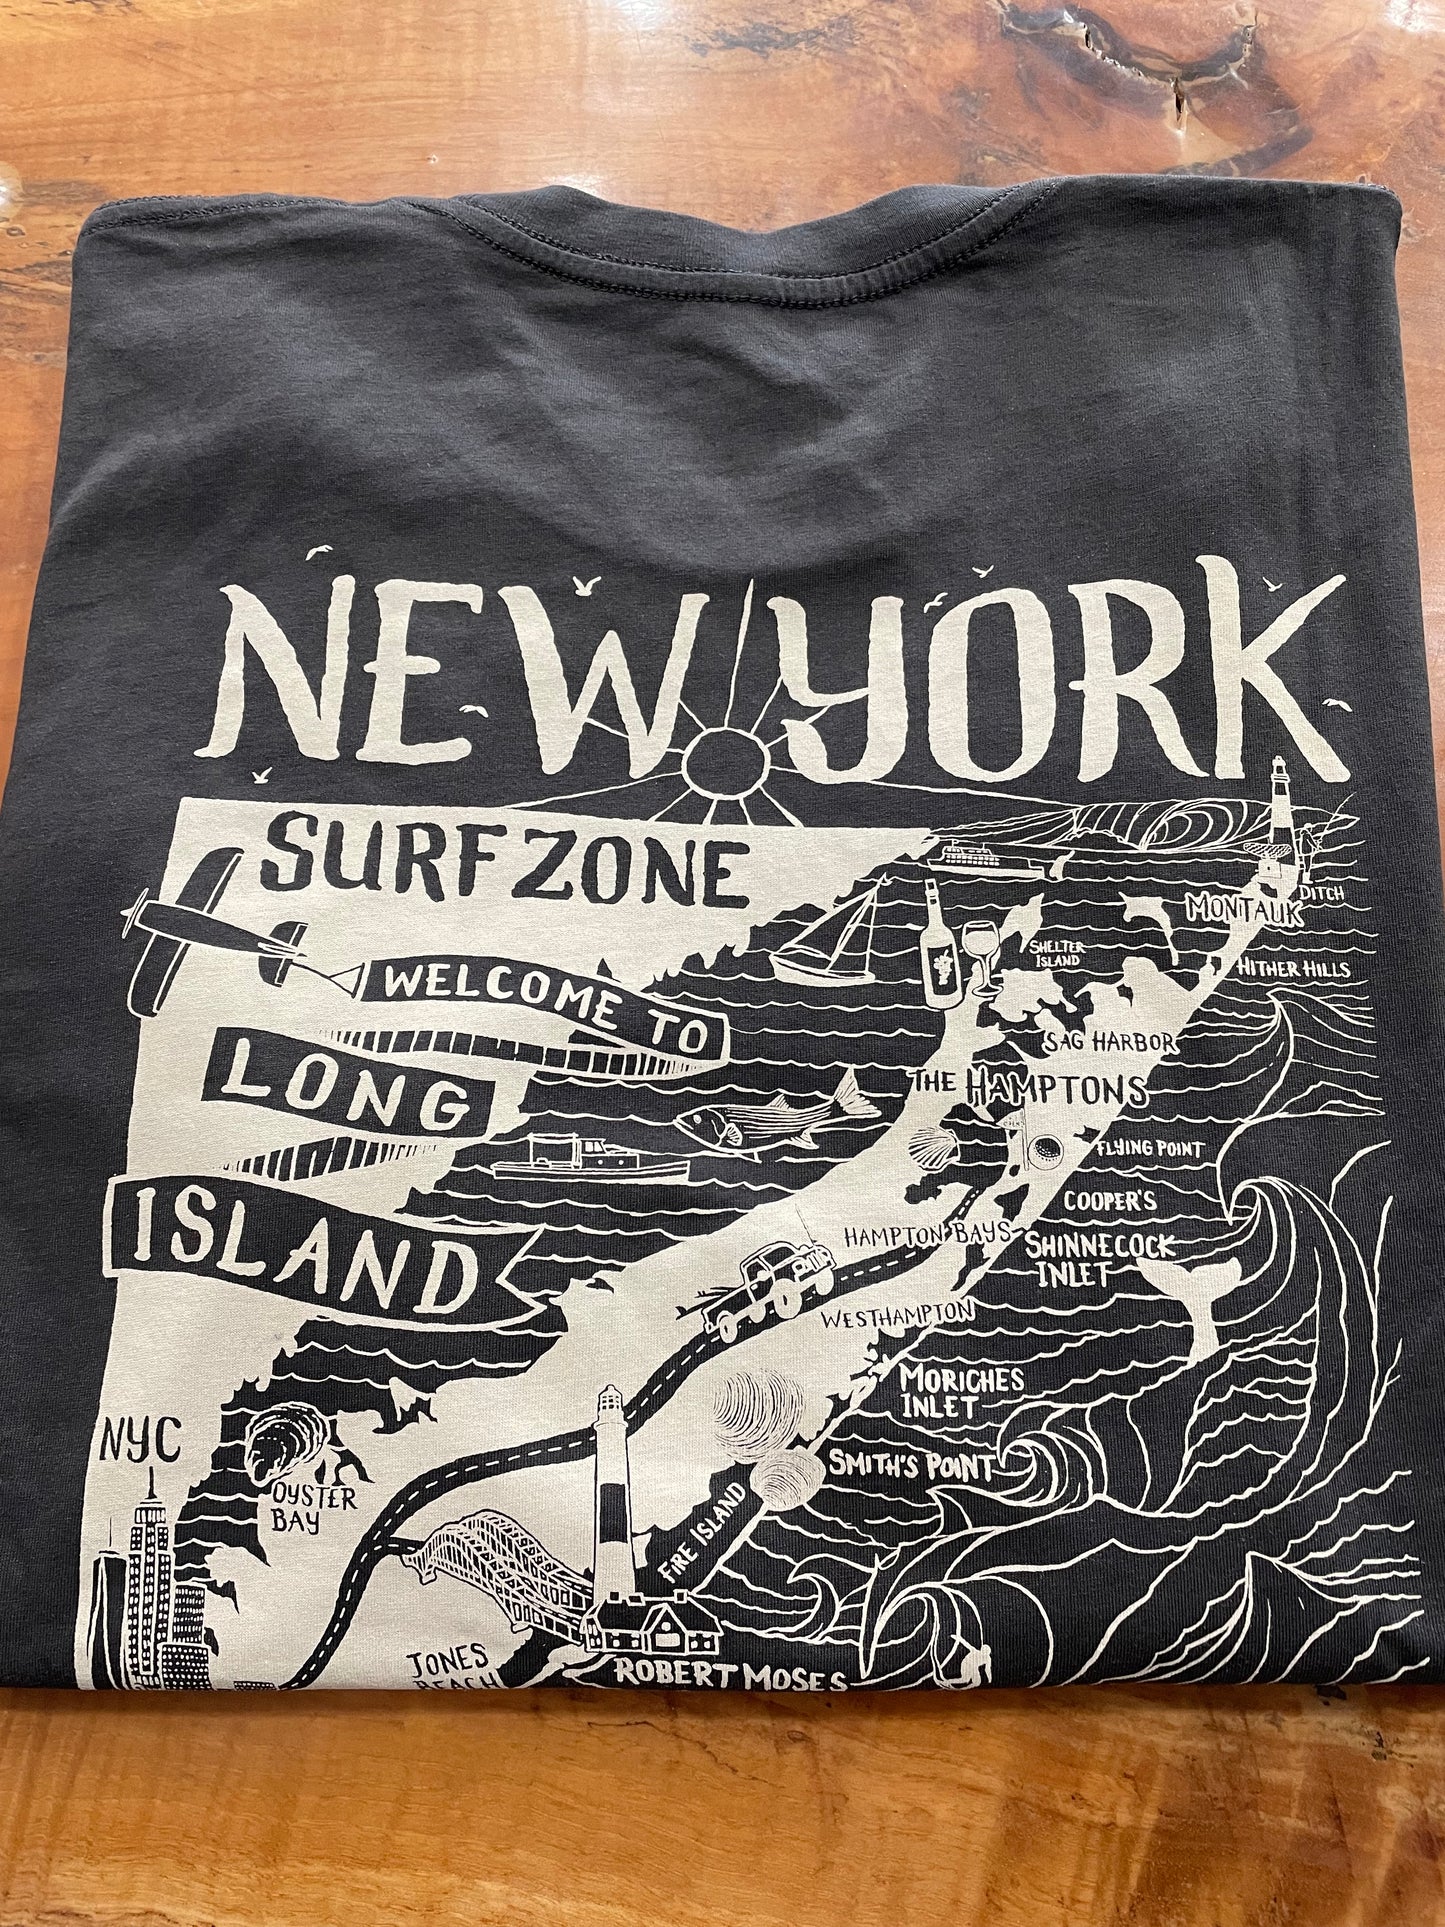 NEW YORK
SURF ZONE
WELCOME TO
LONG
ISLAND
DITCH
MONTAUK
SHELTER
ISLAND
HITHER HILLS
SAG HARBOR
THE HAMPTONS
FLYING POINT
COOPER'S
HAMPTON BAYS
SHINNECOCK
INLET
WESTHAMPTON
MORICHES
INLET
NYC
SMITH'S POINT
OYSTER
BAY
FIRE ISLAND
JONES
BEACH
ROBERT MOSES